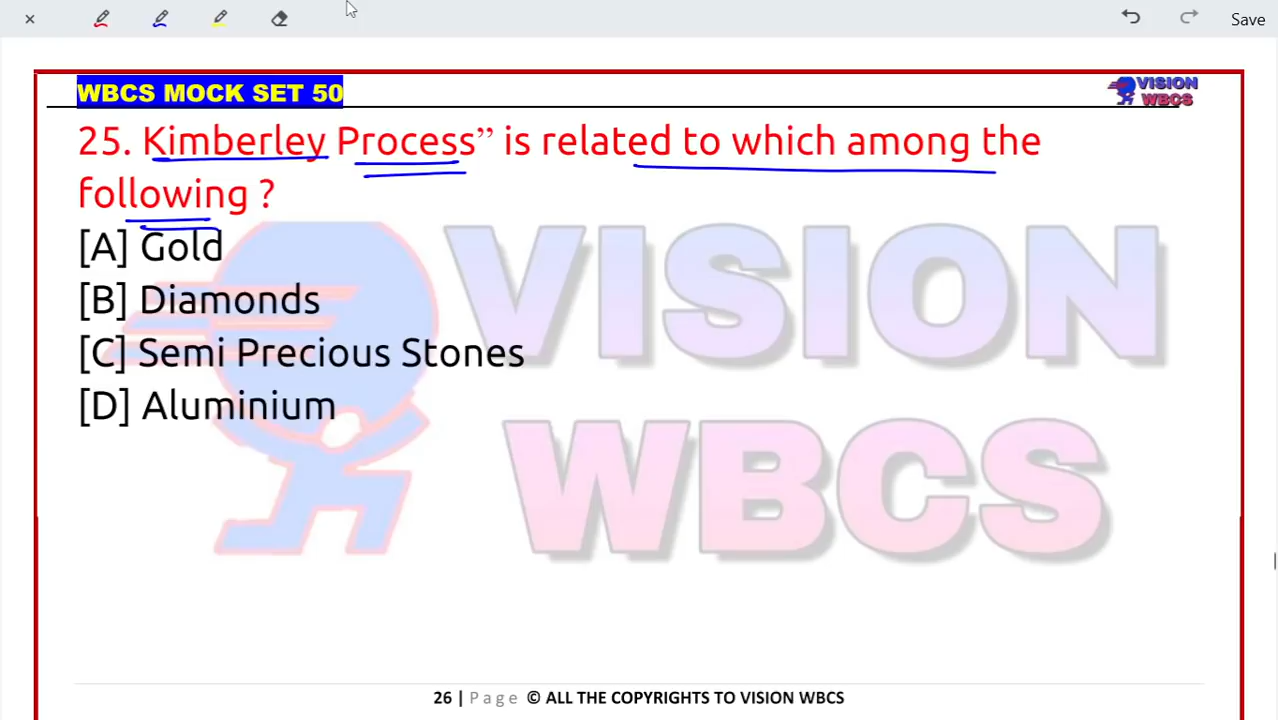 Save
WBCS MOCK SET 50
VISION
WBCS
25. Kimberley Process” is related to which among the
following ?
[A] Gold
[B] Diamonds
[C] Semi Precious Stones
[D] Aluminium
VISION
WBCS
26 | Page © ALL THE COPYRIGHTS TO VISION WBCS